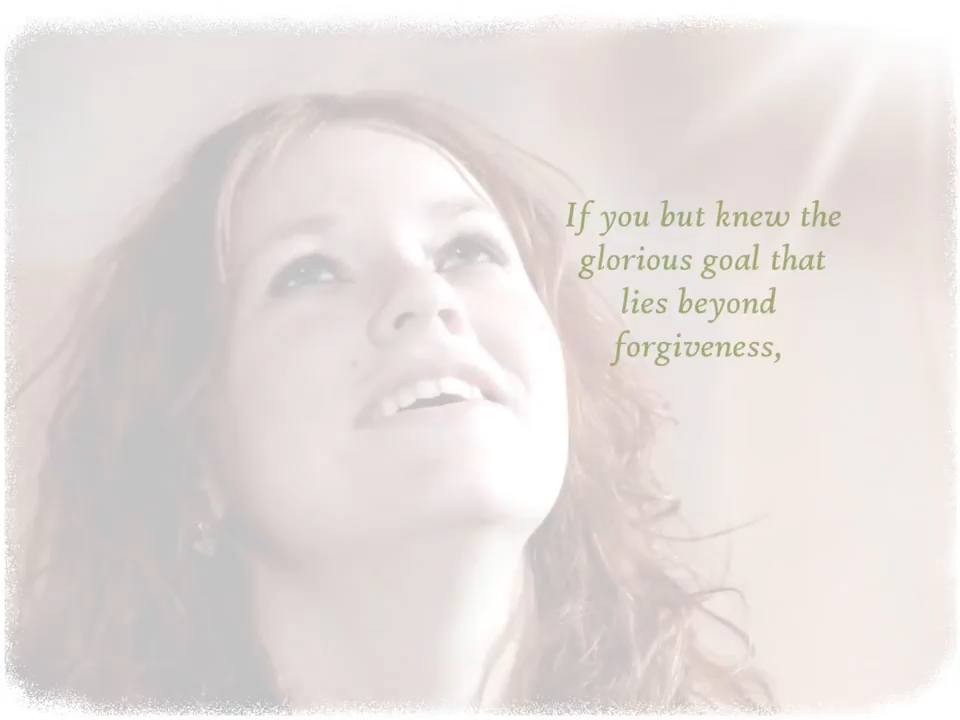 If you but knew the
glorious goal that
lies beyond
forgiveness,